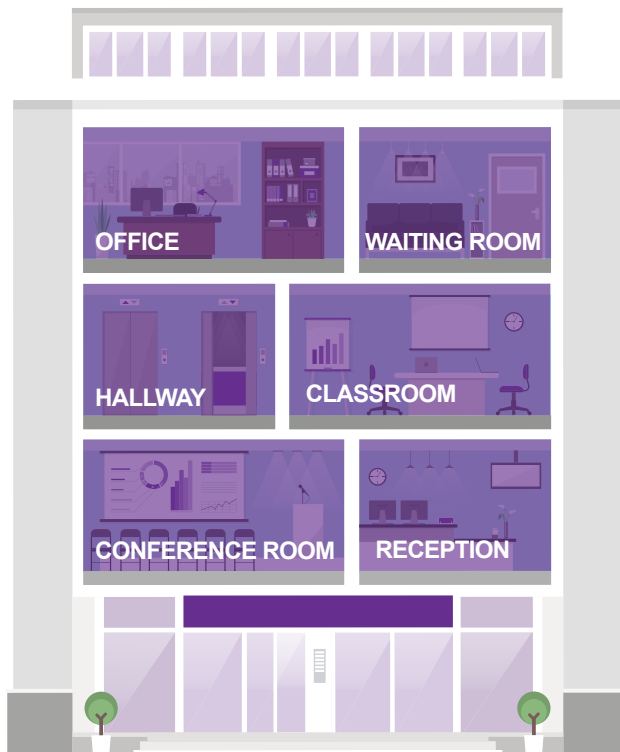 OFFICE
WAITING ROOM
HALLWAY
CLASSROOM
CONFERENCE ROOM
RECEPTION